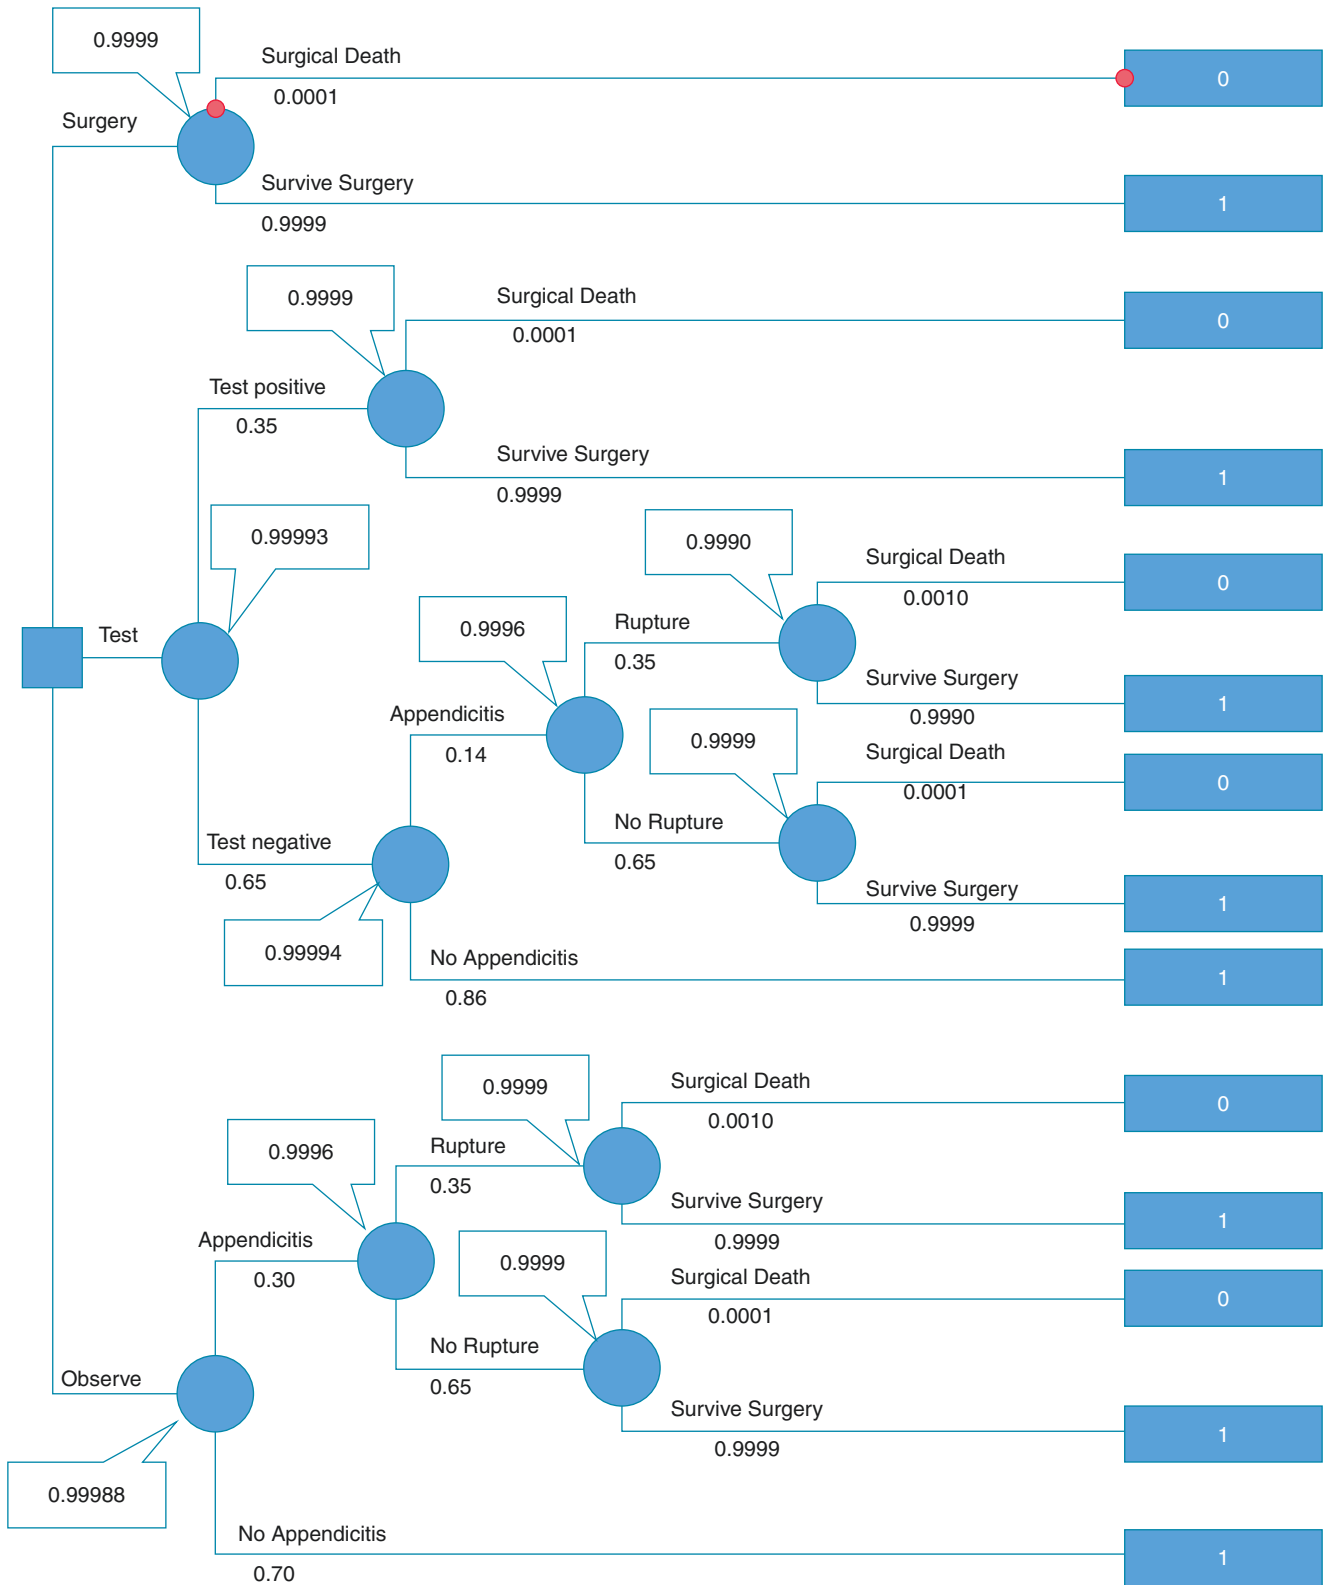 0.9999
Surgical Death
0.0001
0
Surgery
Survive Surgery
0.9999
1
0.9999
Surgical Death
0.0001
0
Test positive
0.35
Survive Surgery
0.9999
1
0.99993
0.9990
Surgical Death
0.0010
0
Test
0.9996
Rupture
0.35
Survive Surgery
0.9990
1
Appendicitis
0.14
0.9999
Surgical Death
0.0001
0
No Rupture
0.65
Test negative
0.65
Survive Surgery
0.9999
1
0.99994
No Appendicitis
0.86
1
0.9999
Surgical Death
0.0010
0
0.9996
Rupture
0.35
Survive Surgery
0.9999
1
Appendicitis
0.30
0.9999
Surgical Death
0.0001
0
No Rupture
0.65
Observe
Survive Surgery
0.9999
1
0.99988
No Appendicitis
0.70
1